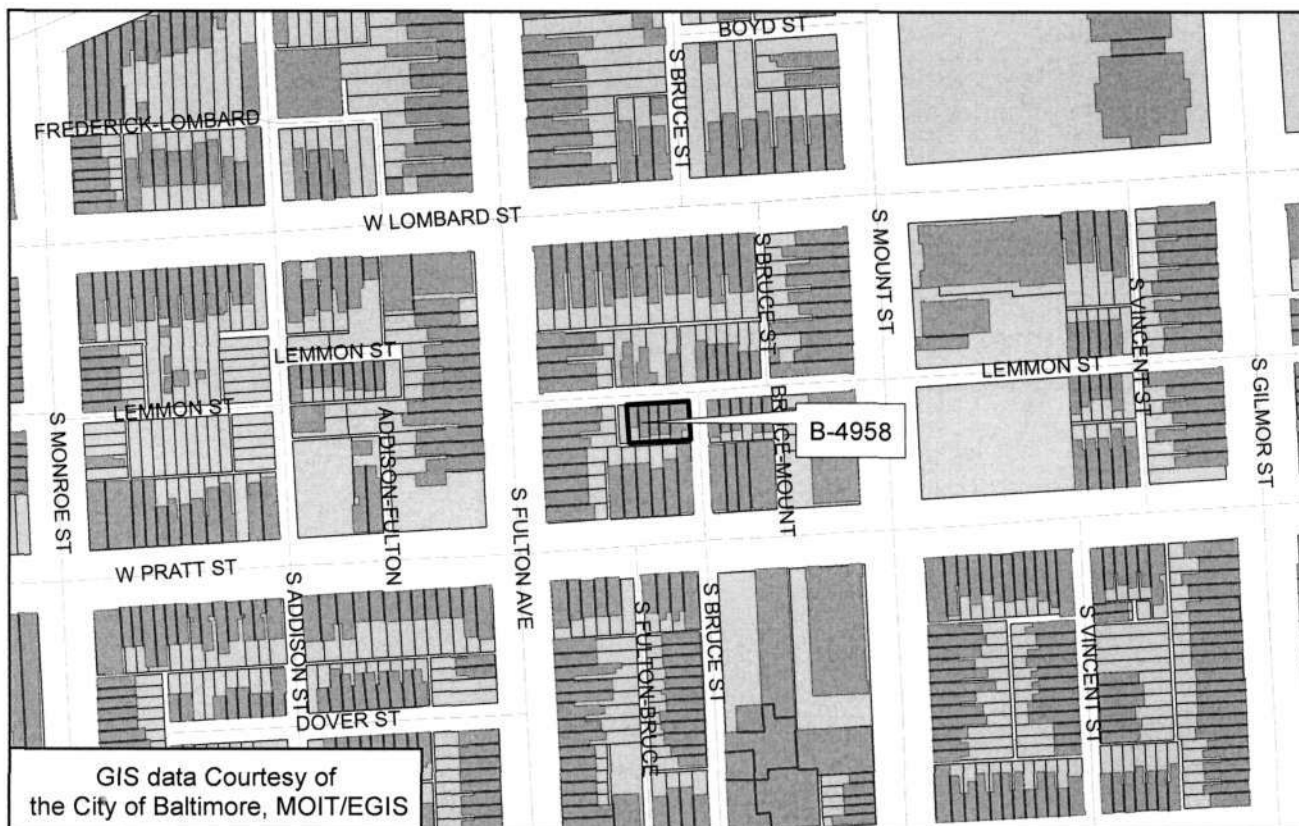 BOYD ST
S BRUCE ST
FREDERICK-LOMBARD
W LOMBARD ST
S MOUNT ST
S BRUCE ST
S VINCENT ST
LEMMON ST
LEMMON ST
LEMMON ST
S GILMOR ST
S MONROE ST
ADDISON-FULTON
BRUCE-MOUNT
B-4958
S FULTON AVE
W PRATT ST
S ADDISON ST
S FULTON-BRUCE
S BRUCE ST
S VINCENT ST
DOVER ST
GIS data Courtesy of
the City of Baltimore, MOIT/EGIS